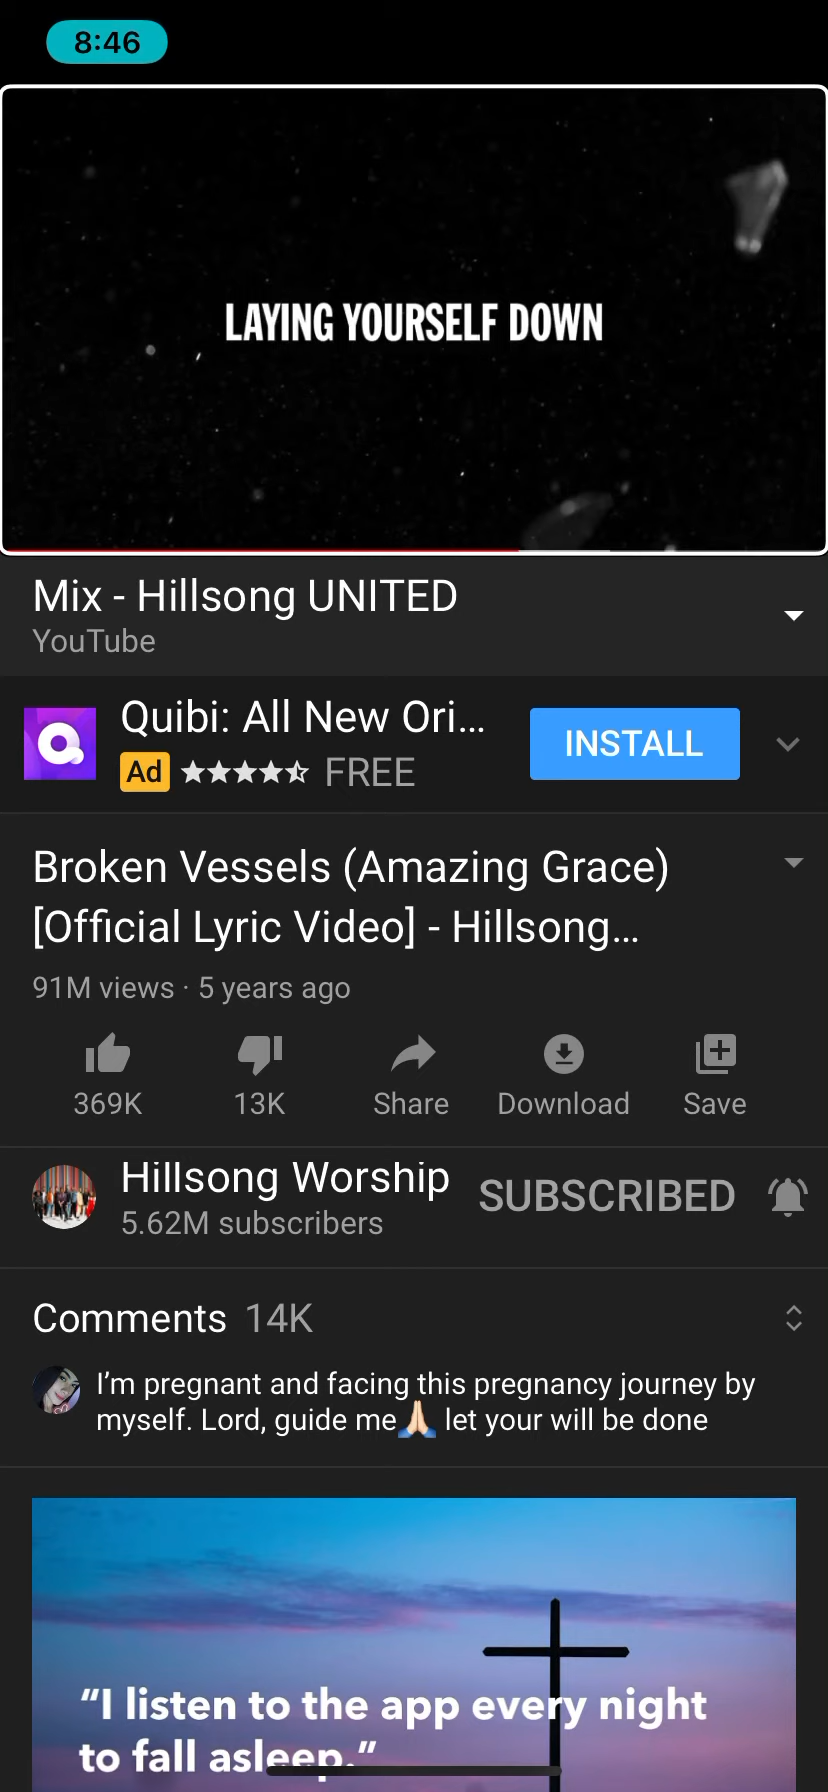 8:46
LAYING YOURSELF DOWN
Mix - Hillsong UNITED
YouTube
Quibi: All New Ori...
INSTALL
Ad FREE
Broken Vessels (Amazing Grace)
[Official Lyric Video] - Hillsong...
91M views · 5 years ago
369K 13K Share Download Save
Hillsong Worship
5.62M subscribers
SUBSCRIBED
Comments 14K
I'm pregnant and facing this pregnancy journey by
myself. Lord, guide me🙏🏻 let your will be done
“I listen to the app every night
to fall asleep.”